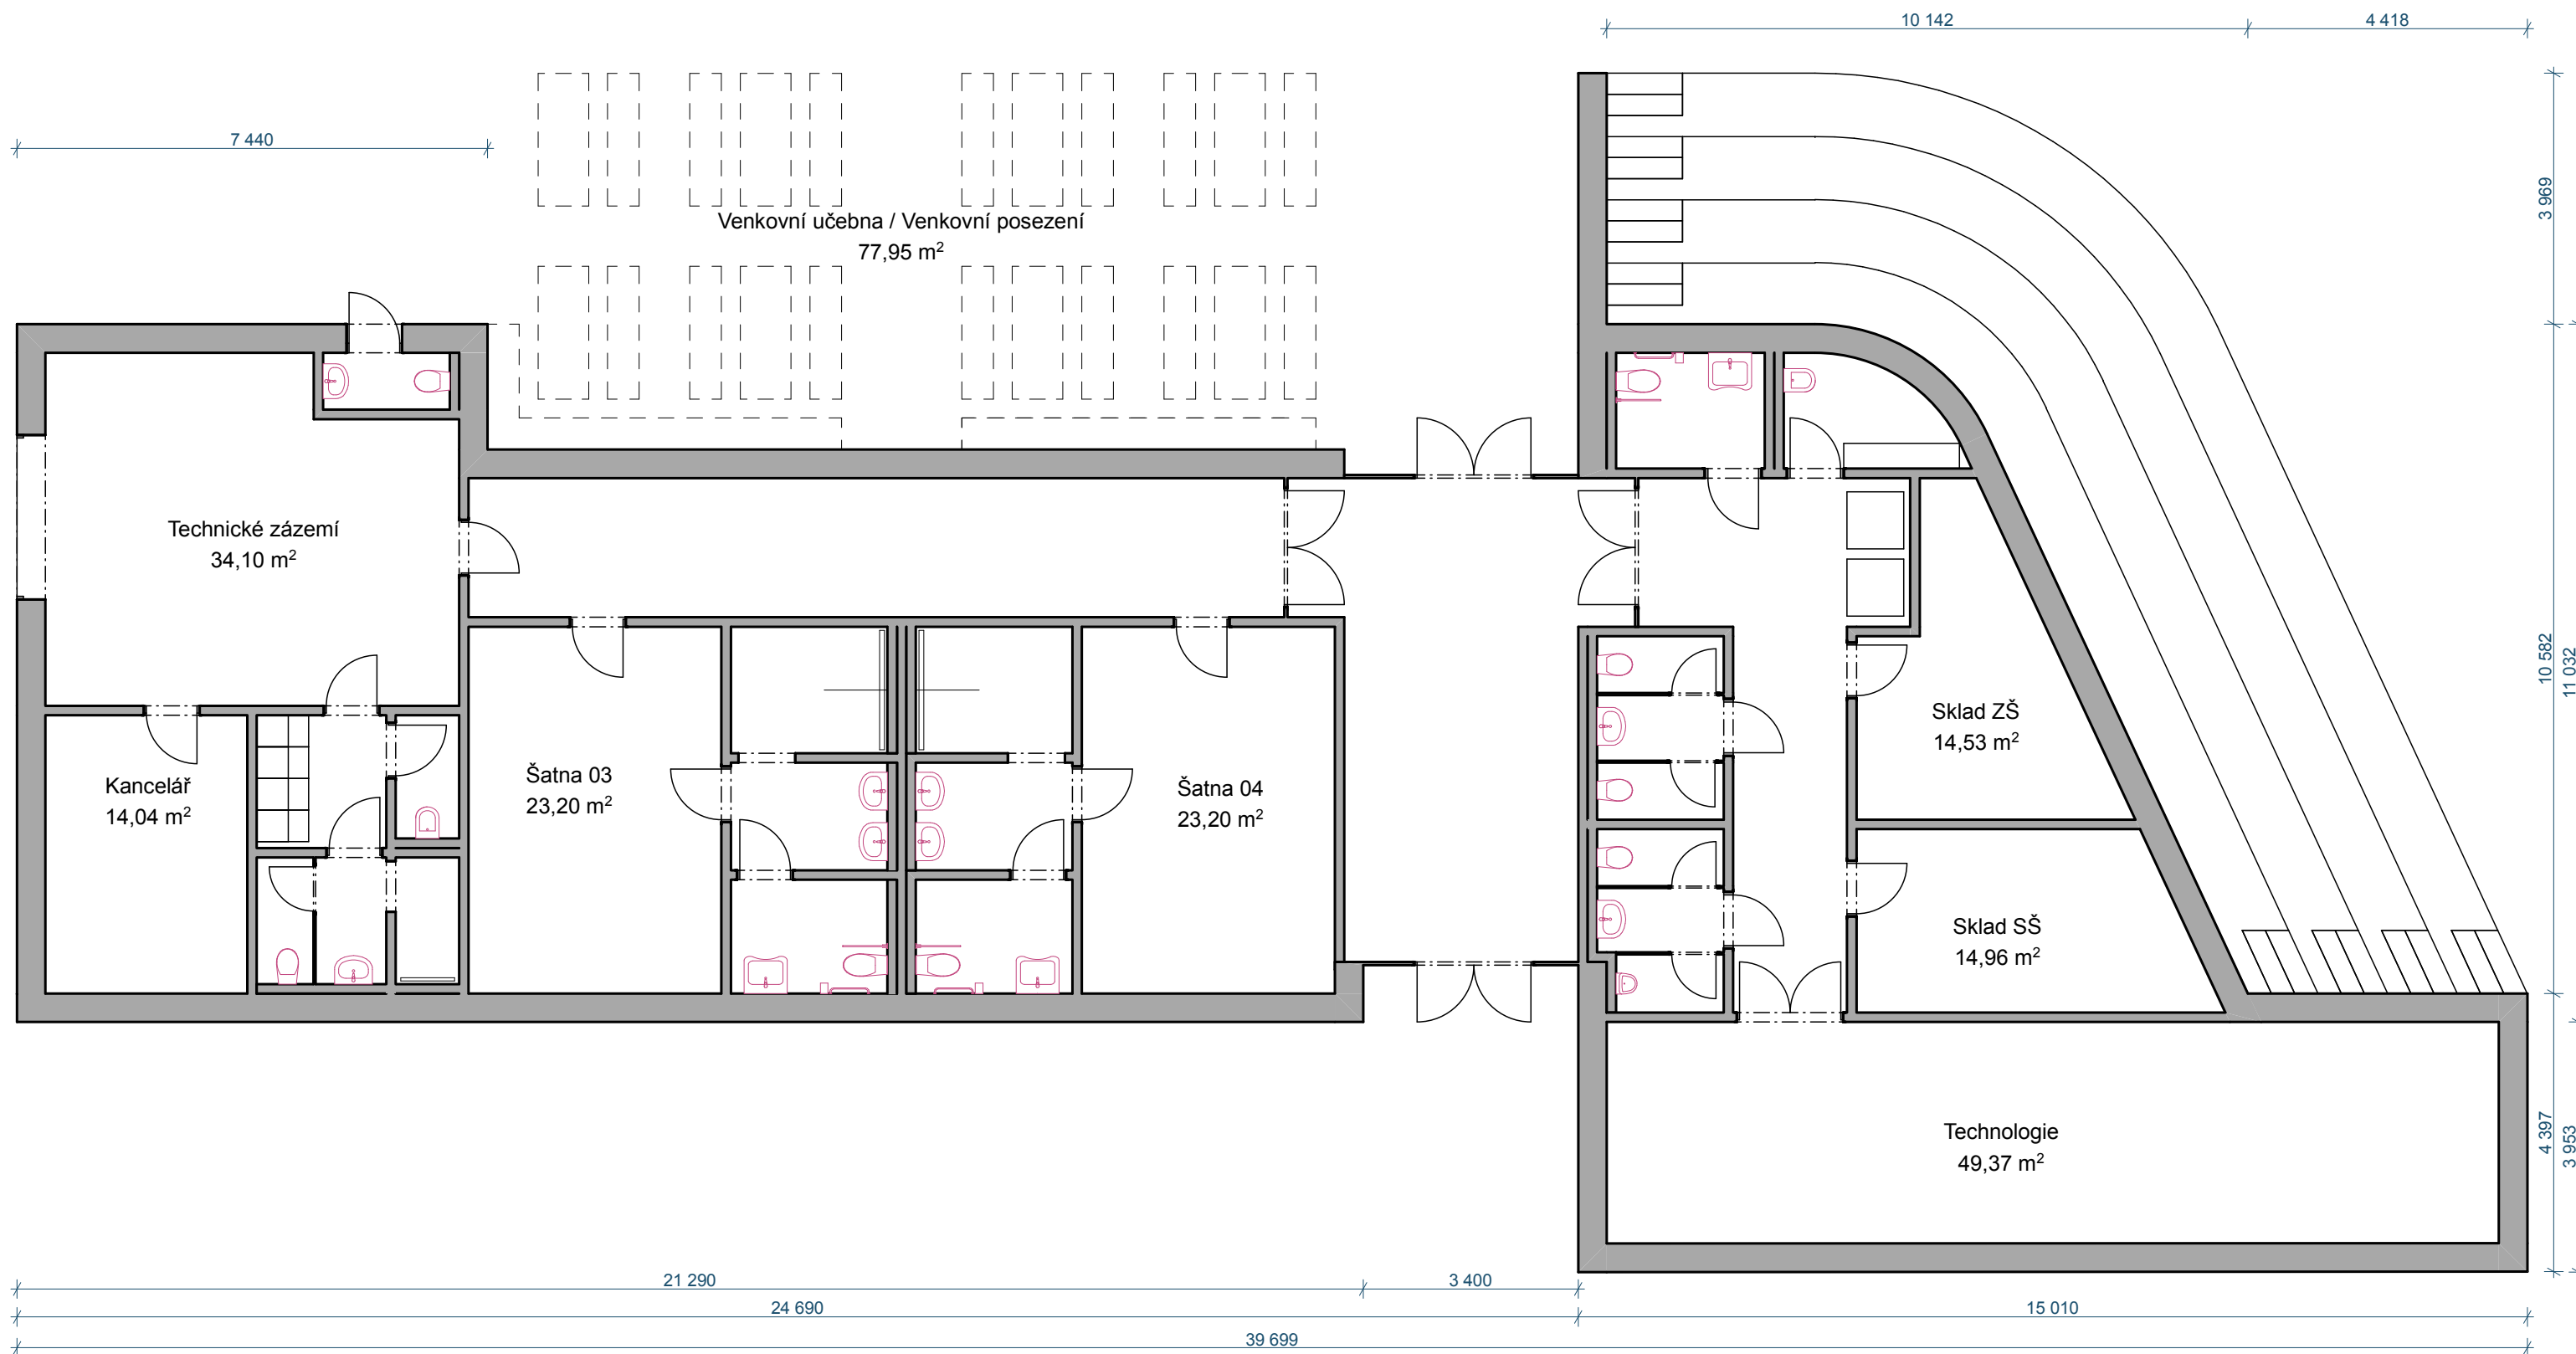 10 142
4 418
7 440
3 969
Venkovní učebna / Venkovní posezení
77,95 m²
Technické zázemí
34,10 m²
10 582
11 032
Sklad ZŠ
14,53 m²
Kancelář
14,04 m²
Šatna 03
23,20 m²
Šatna 04
23,20 m²
Sklad SŠ
14,96 m²
Technologie
49,37 m²
4 397
3 953
21 290
3 400
24 690
15 010
39 699